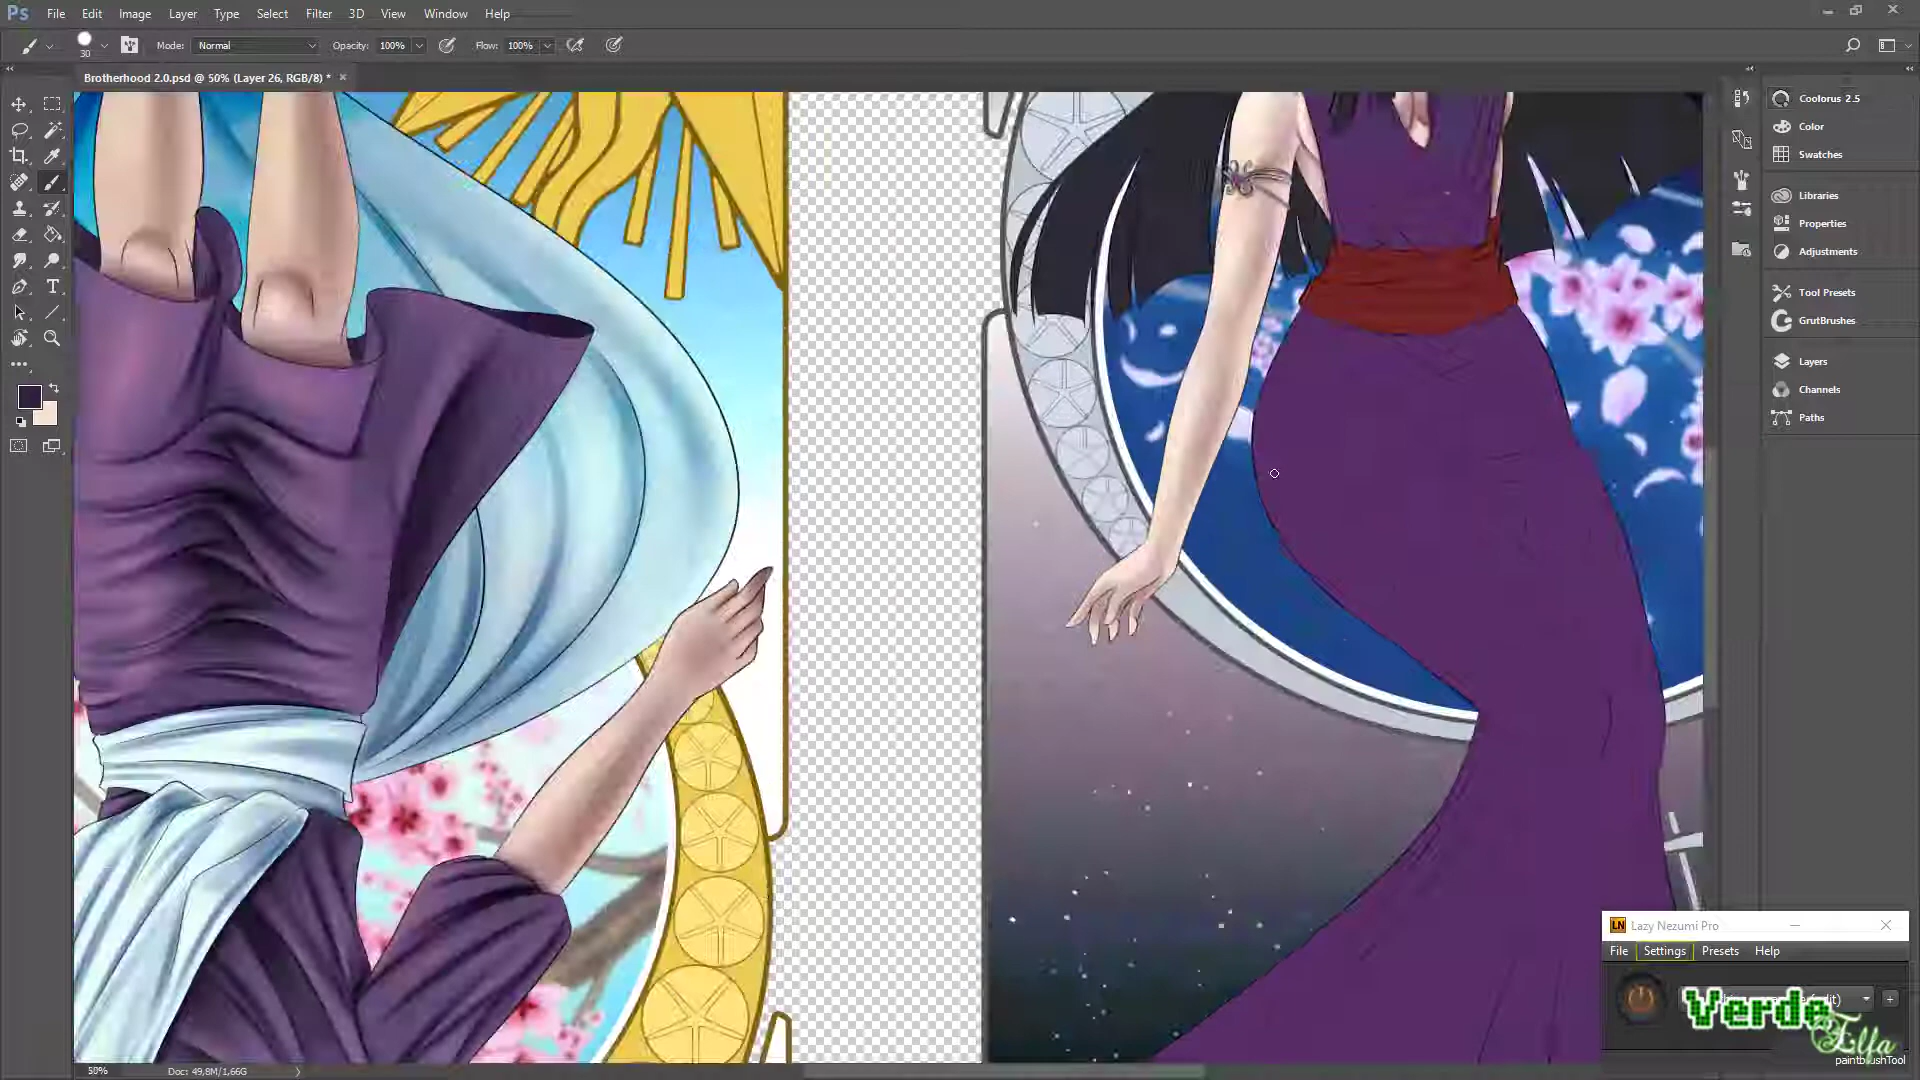 Ps File Edit Image Layer Type Select Filter 3D View Window Help
30 Mode: Normal Opacity: 100% Flow: 100%
Brotherhood 2.0.psd @ 50% (Layer 26, RGB/8) *
Coolorus 2.5
Color
Swatches
Libraries
Properties
Adjustments
Tool Presets
GrutBrushes
Layers
Channels
Paths
LN Lazy Nezumi Pro
File Settings Presets Help
Verde
Elfa
paintbrushTool
50% Doc: 49,8M/1,66G